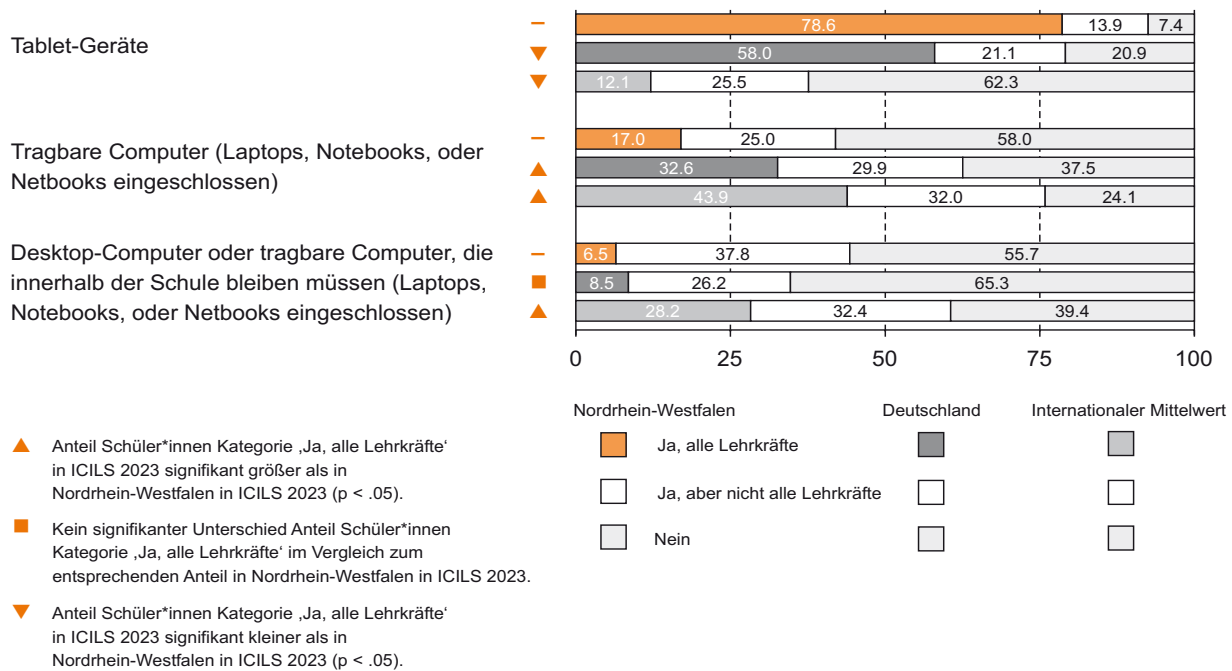 Tablet-Geräte
– 78.6 13.9 7.4
▼ 58.0 21.1 20.9
▼ 12.1 25.5 62.3
Tragbare Computer (Laptops, Notebooks, oder
Netbooks eingeschlossen)
– 17.0 25.0 58.0
▲ 32.6 29.9 37.5
▲ 43.9 32.0 24.1
Desktop-Computer oder tragbare Computer, die
innerhalb der Schule bleiben müssen (Laptops,
Notebooks, oder Netbooks eingeschlossen)
– 6.5 37.8 55.7
■ 8.5 26.2 65.3
▲ 28.2 32.4 39.4
0 25 50 75 100
Nordrhein-Westfalen Deutschland Internationaler Mittelwert
Ja, alle Lehrkräfte
Ja, aber nicht alle Lehrkräfte
Nein
▲ Anteil Schüler*innen Kategorie ‚Ja, alle Lehrkräfte‘
in ICILS 2023 signifikant größer als in
Nordrhein-Westfalen in ICILS 2023 (p < .05).
■ Kein signifikanter Unterschied Anteil Schüler*innen
Kategorie ‚Ja, alle Lehrkräfte‘ im Vergleich zum
entsprechenden Anteil in Nordrhein-Westfalen in ICILS 2023.
▼ Anteil Schüler*innen Kategorie ‚Ja, alle Lehrkräfte‘
in ICILS 2023 signifikant kleiner als in
Nordrhein-Westfalen in ICILS 2023 (p < .05).